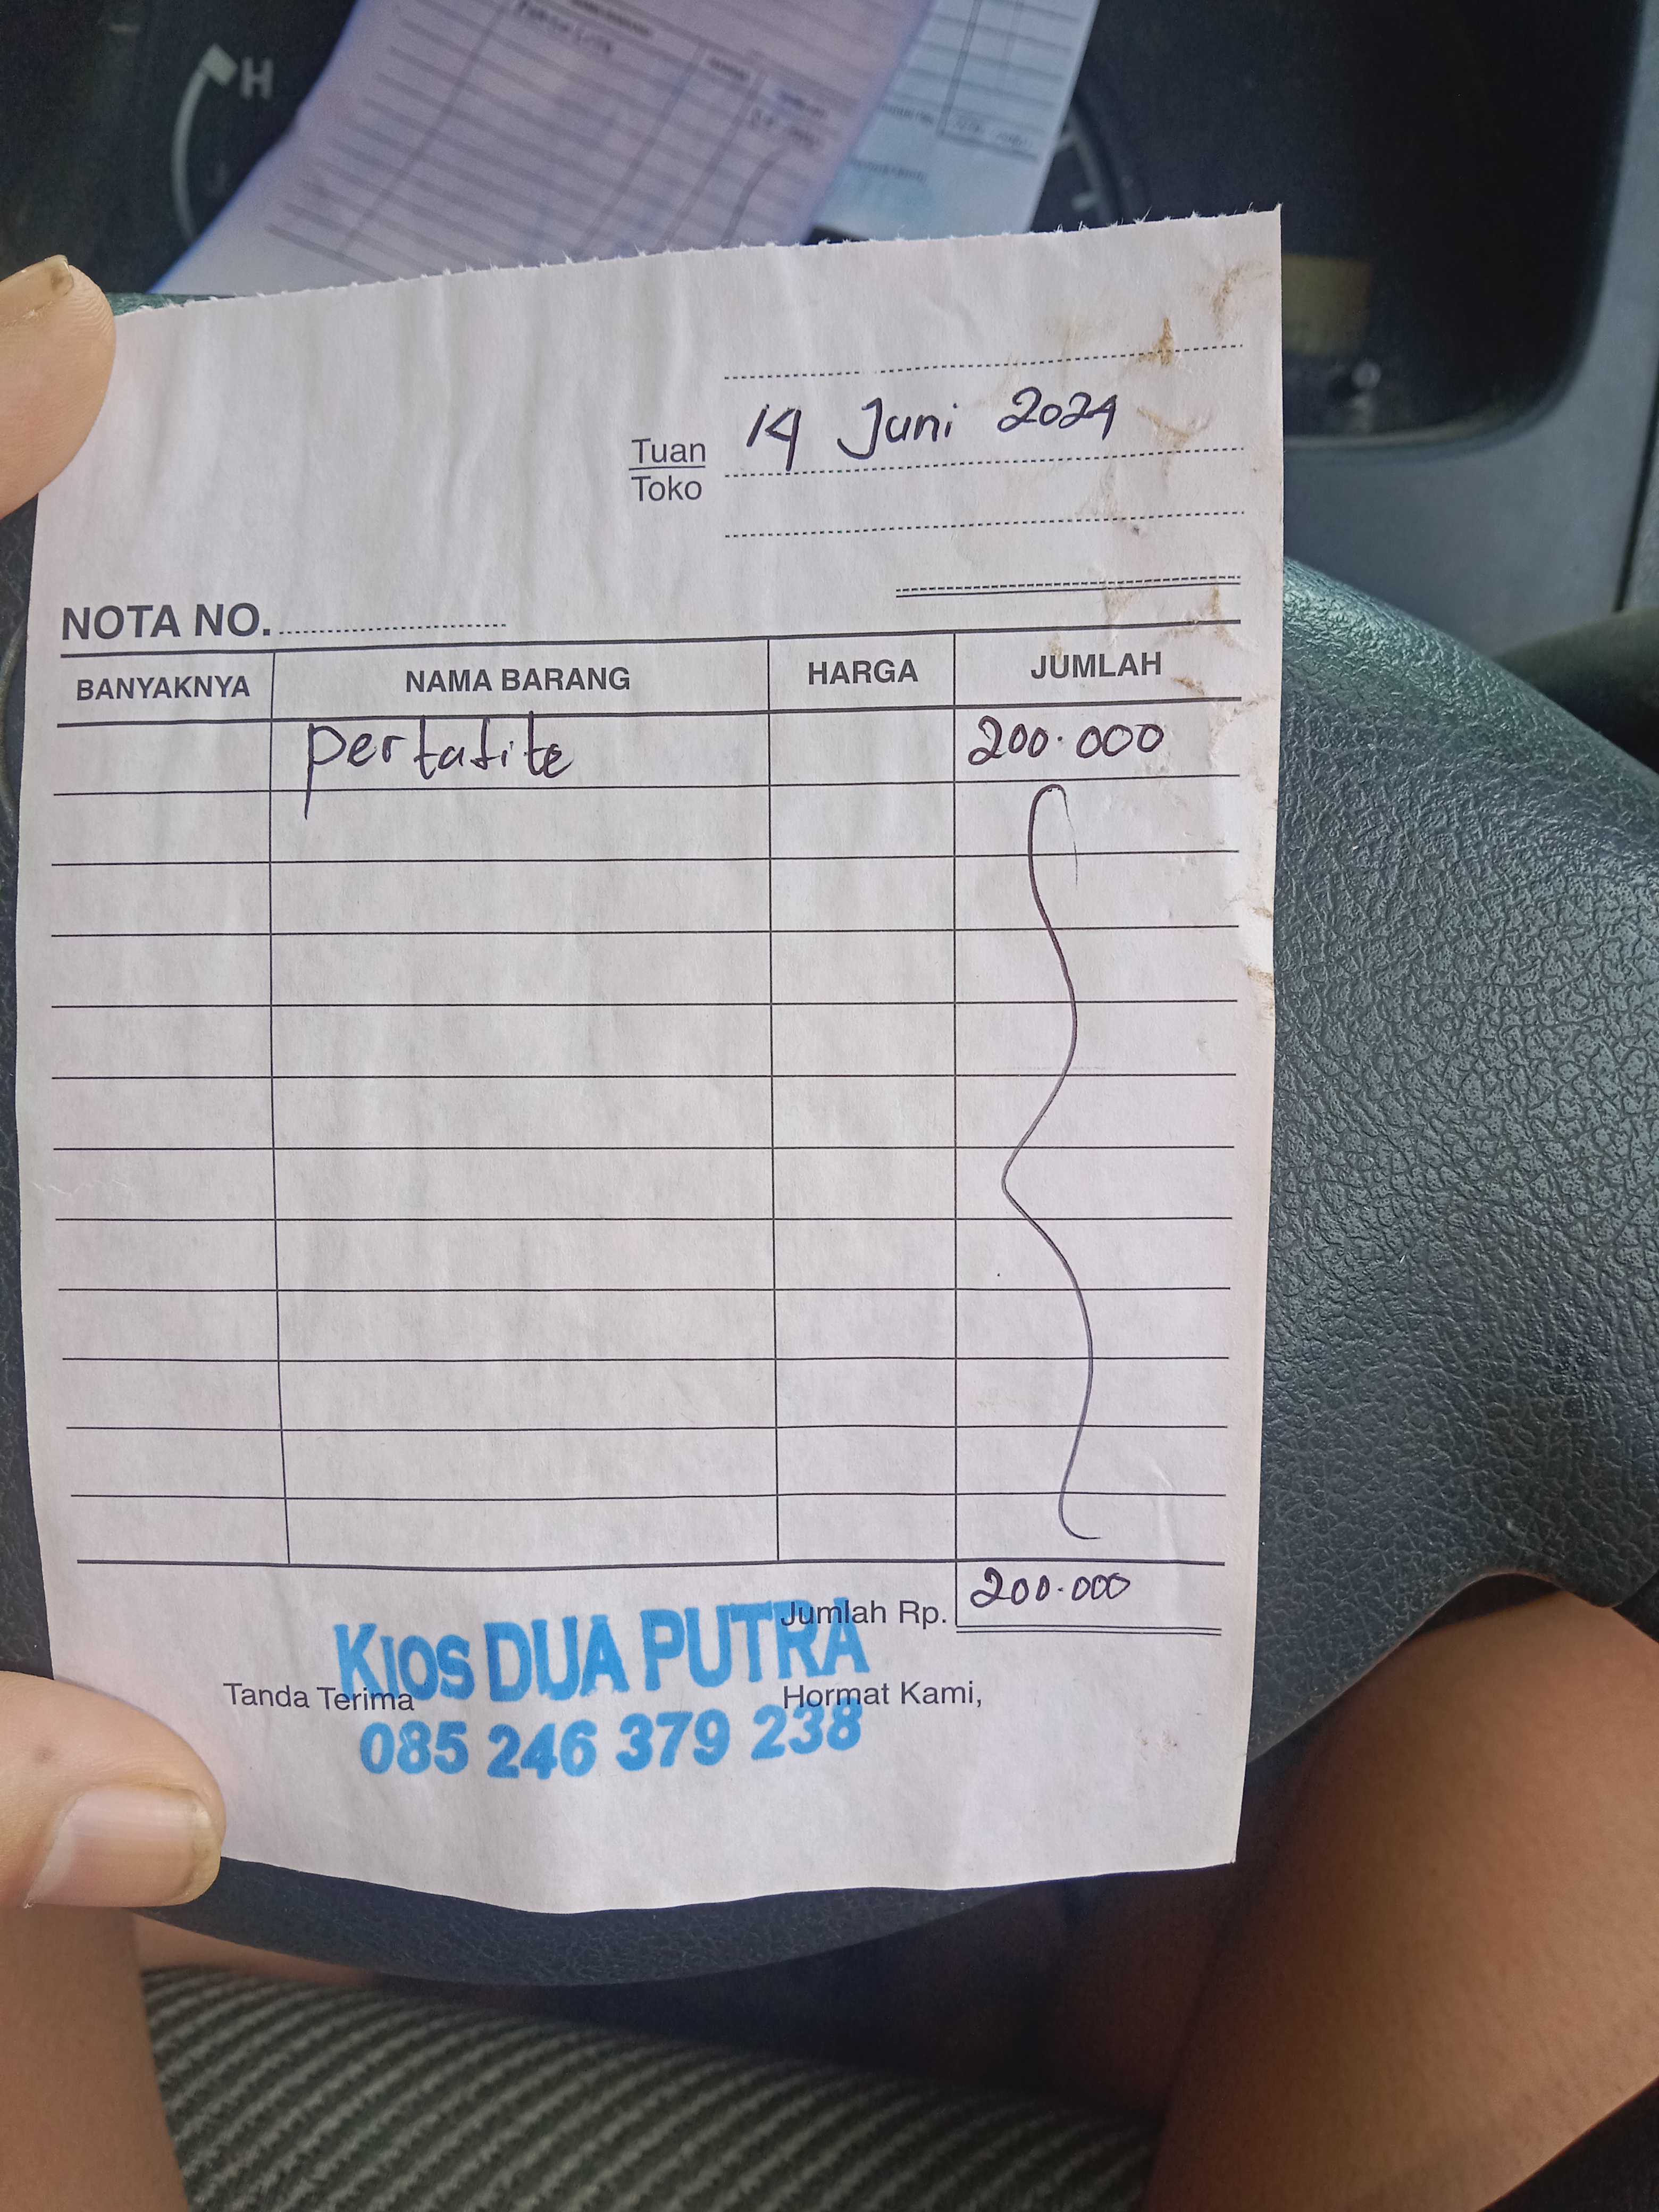 H
14 Juni 2024
Tuan
Toko
NOTA NO.
BANYAKNYA NAMA BARANG HARGA JUMLAH
pertalite 200.000
Jumlah Rp. 200.000
KIOS DUA PUTRA
Tanda Terima Hormat Kami,
085 246 379 238